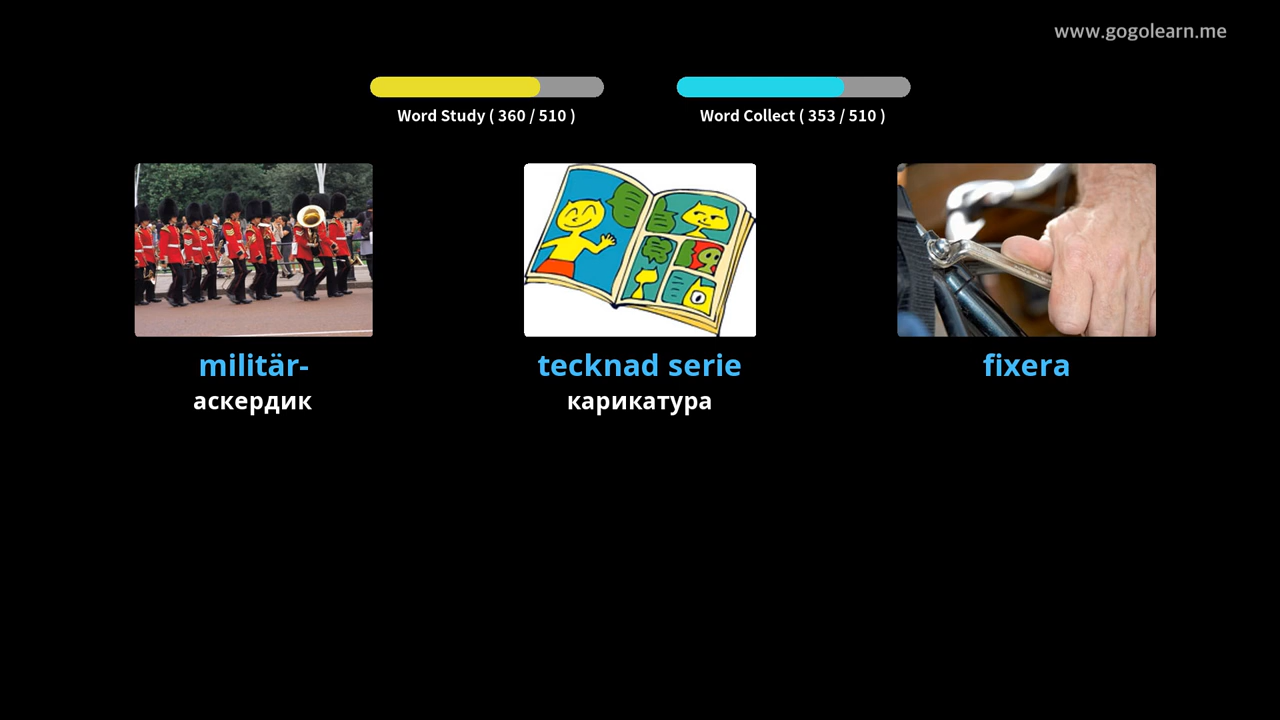 www.gogolearn.me
Word Study ( 360 / 510 )
Word Collect ( 353 / 510 )
militär-
аскердик
tecknad serie
карикатура
fixera